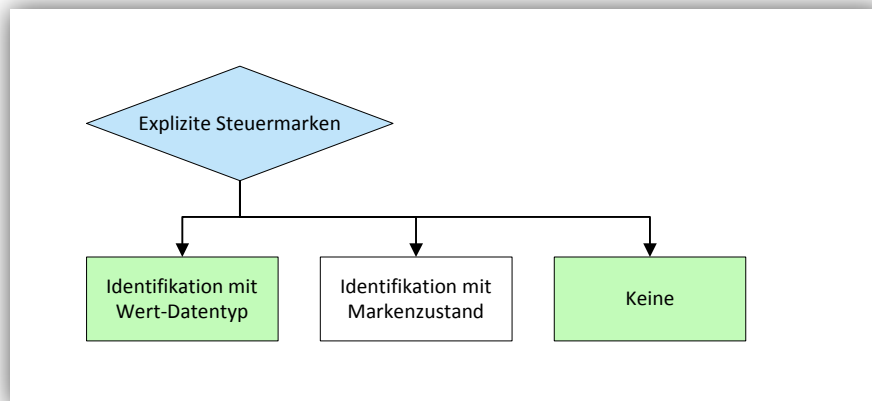 Explizite Steuermarken
Identifikation mit
Wert-Datentyp
Identifikation mit
Markenzustand
Keine